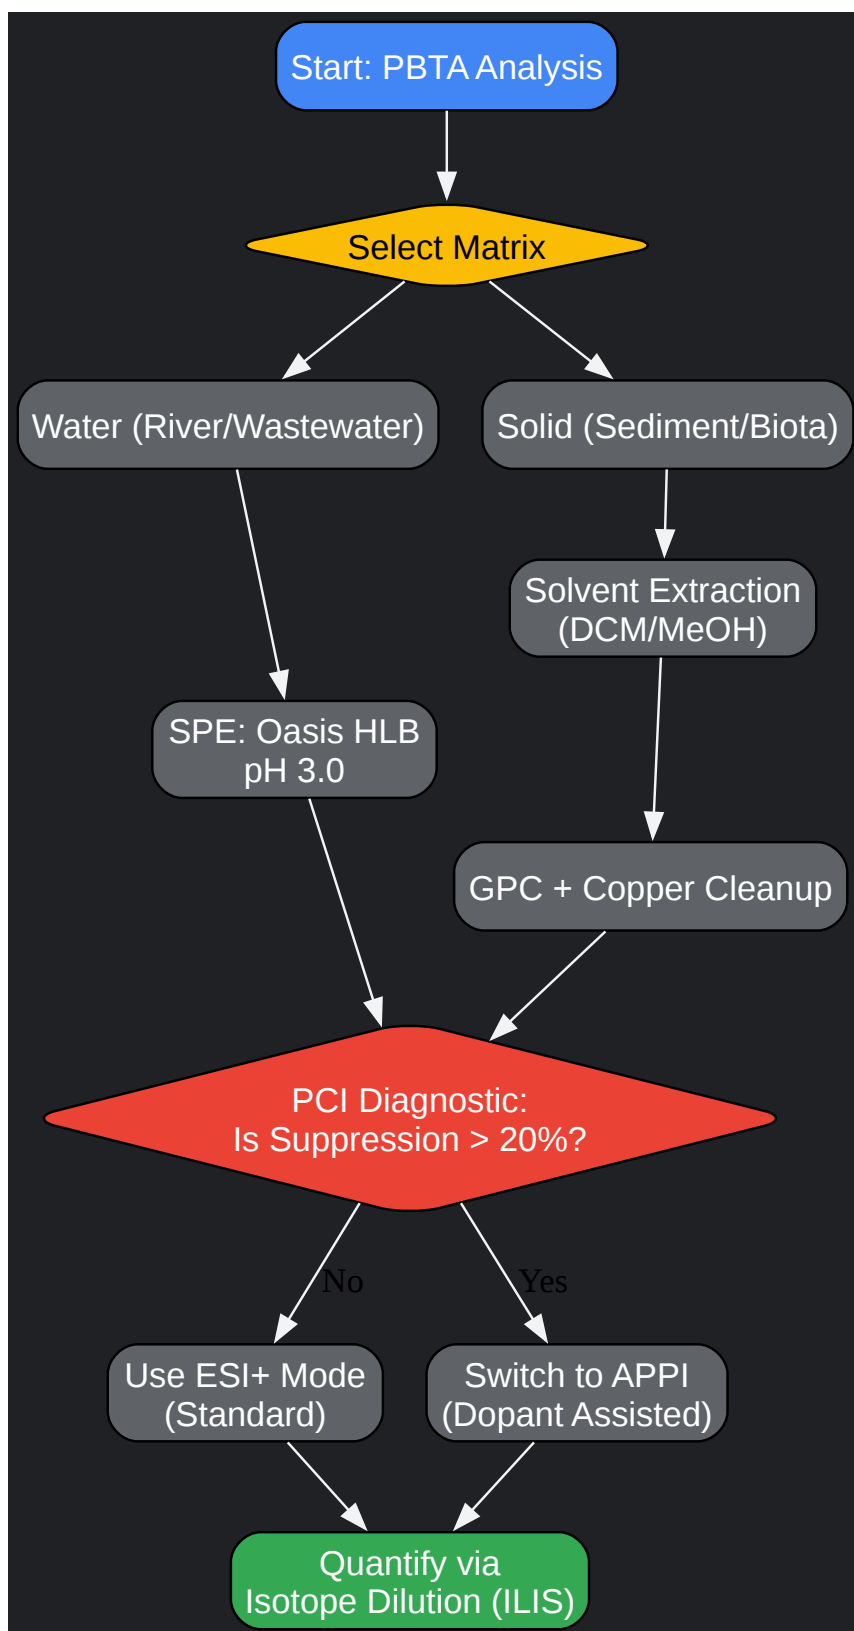 Start: PBTA Analysis
Select Matrix
Water (River/Wastewater)
Solid (Sediment/Biota)
Solvent Extraction
(DCM/MeOH)
SPE: Oasis HLB
pH 3.0
GPC + Copper Cleanup
PCI Diagnostic:
Is Suppression > 20%?
No
Yes
Use ESI+ Mode
(Standard)
Switch to APPI
(Dopant Assisted)
Quantify via
Isotope Dilution (ILIS)